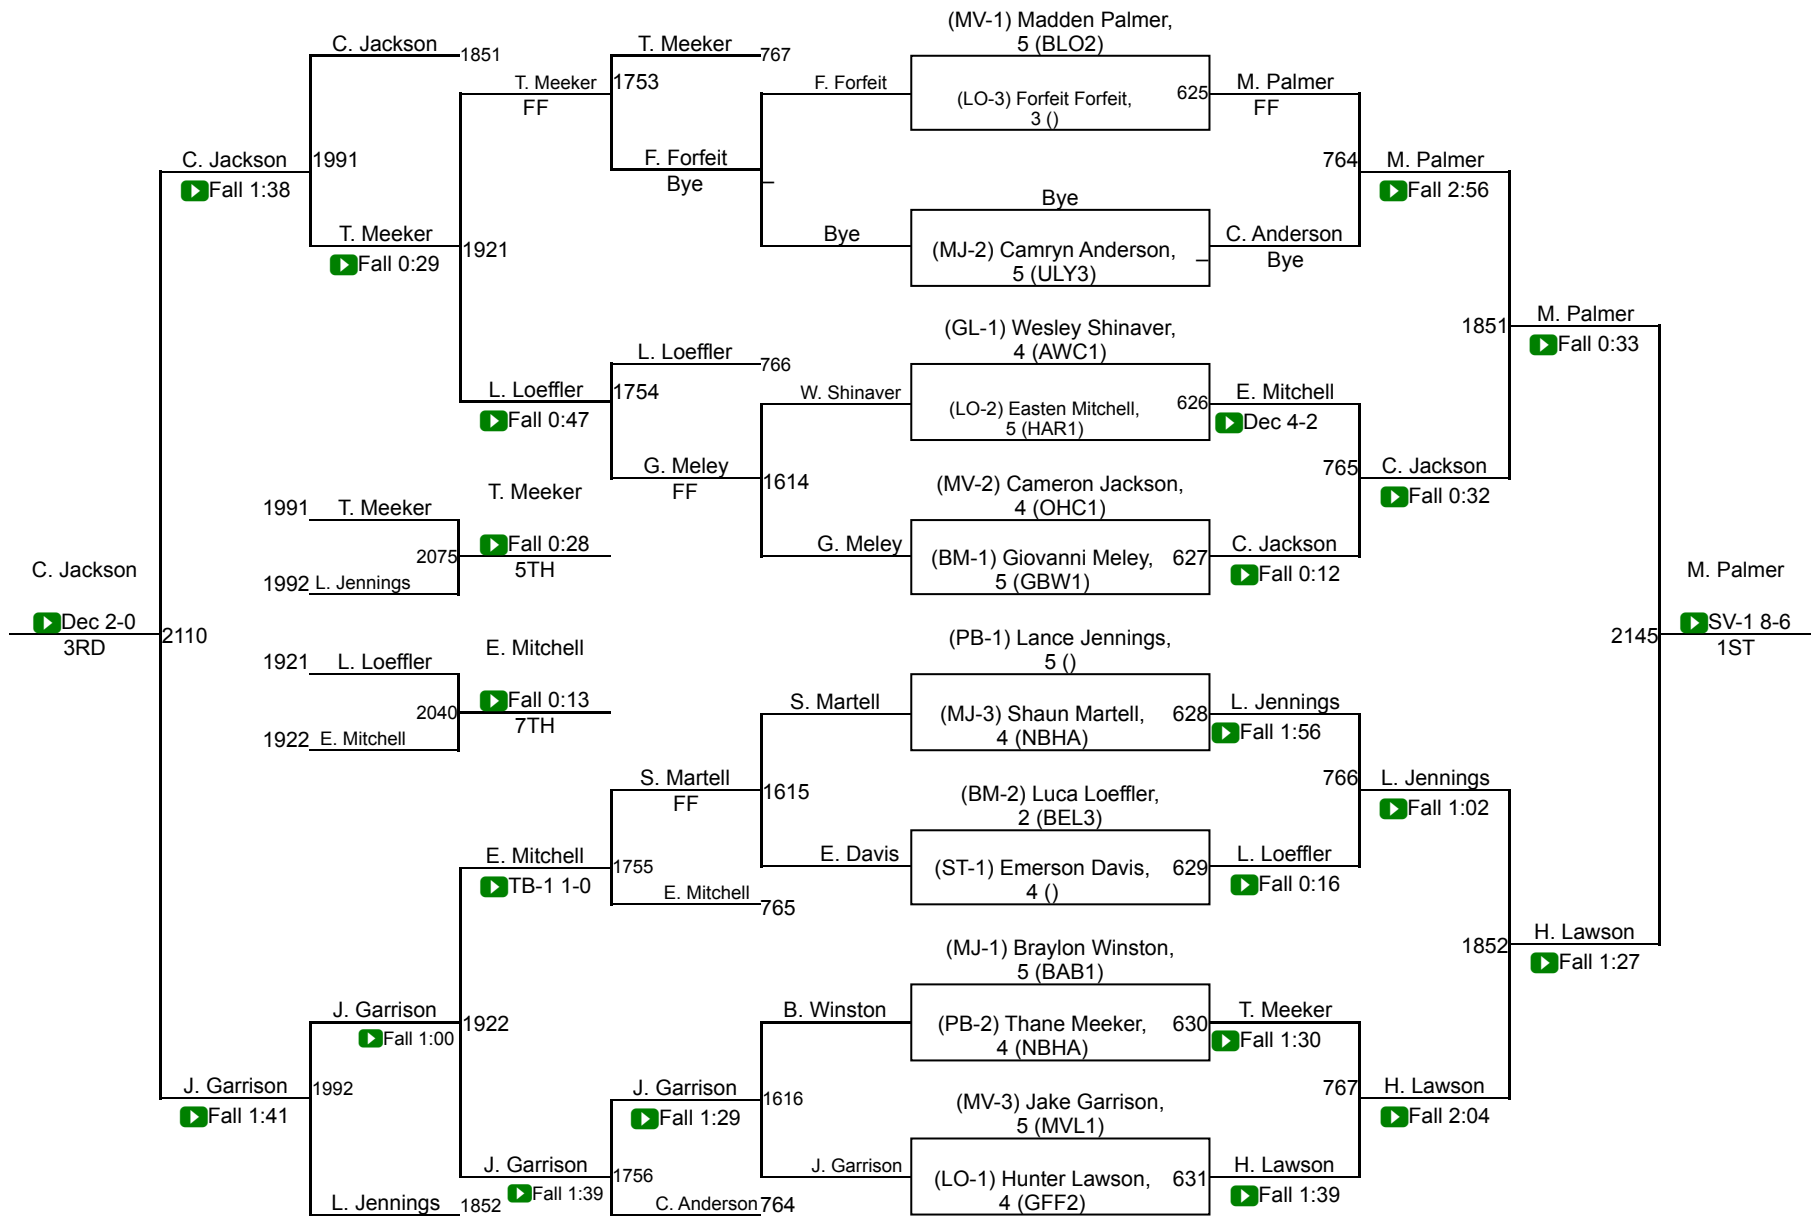 (MV-1) Madden Palmer,
5 (BLO2)
C. Jackson
1851
T. Meeker
767
T. Meeker
FF
1753
F. Forfeit
(LO-3) Forfeit Forfeit,
3 ()
625
M. Palmer
FF
C. Jackson
Fall 1:38
1991
F. Forfeit
Bye
764
M. Palmer
Fall 2:56
Bye
T. Meeker
Fall 0:29
1921
Bye
(MJ-2) Camryn Anderson,
5 (ULY3)
C. Anderson
Bye
(GL-1) Wesley Shinaver,
4 (AWC1)
1851
M. Palmer
Fall 0:33
L. Loeffler
766
L. Loeffler
Fall 0:47
1754
W. Shinaver
(LO-2) Easten Mitchell,
5 (HAR1)
626
E. Mitchell
Dec 4-2
G. Meley
FF
1614
(MV-2) Cameron Jackson,
4 (OHC1)
765
C. Jackson
Fall 0:32
T. Meeker
1991
T. Meeker
2075
Fall 0:28
5TH
1992
L. Jennings
G. Meley
(BM-1) Giovanni Meley,
5 (GBW1)
627
C. Jackson
Fall 0:12
C. Jackson
Dec 2-0
3RD
2110
M. Palmer
2145
SV-1 8-6
1ST
(PB-1) Lance Jennings,
5 ()
E. Mitchell
1921
L. Loeffler
2040
Fall 0:13
7TH
1922
E. Mitchell
S. Martell
(MJ-3) Shaun Martell,
4 (NBHA)
628
L. Jennings
Fall 1:56
S. Martell
FF
1615
(BM-2) Luca Loeffler,
2 (BEL3)
766
L. Jennings
Fall 1:02
E. Mitchell
TB-1 1-0
1755
E. Davis
(ST-1) Emerson Davis,
4 ()
629
L. Loeffler
Fall 0:16
E. Mitchell
765
(MJ-1) Braylon Winston,
5 (BAB1)
1852
H. Lawson
Fall 1:27
J. Garrison
Fall 1:00
1922
B. Winston
(PB-2) Thane Meeker,
4 (NBHA)
630
T. Meeker
Fall 1:30
J. Garrison
Fall 1:41
1992
J. Garrison
Fall 1:29
1616
(MV-3) Jake Garrison,
5 (MVL1)
767
H. Lawson
Fall 2:04
J. Garrison
Fall 1:39
1756
J. Garrison
(LO-1) Hunter Lawson,
4 (GFF2)
631
H. Lawson
Fall 1:39
L. Jennings
1852
C. Anderson
764